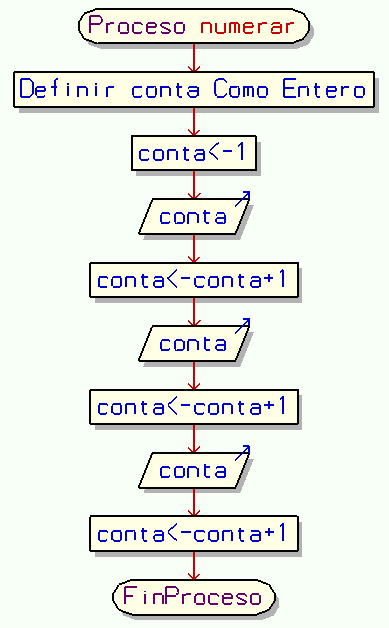 Proceso numerar
Definir conta Como Entero
conta<-1
conta
conta<-conta+1
conta
conta<-conta+1
conta
conta<-conta+1
FinProceso